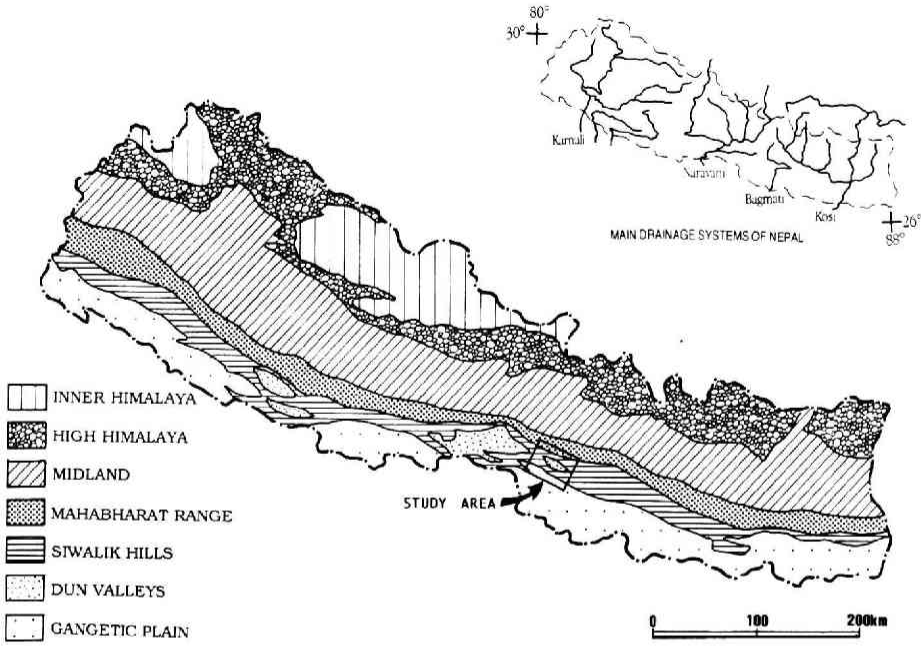 80°
30°
Karnali
Narayani
Bagmati
Kosi
26°
88°
MAIN DRAINAGE SYSTEMS OF NEPAL
INNER HIMALAYA
HIGH HIMALAYA
MIDLAND
MAHABHARAT RANGE
SIWALIK HILLS
DUN VALLEYS
GANGETIC PLAIN
STUDY AREA
0 100 200km